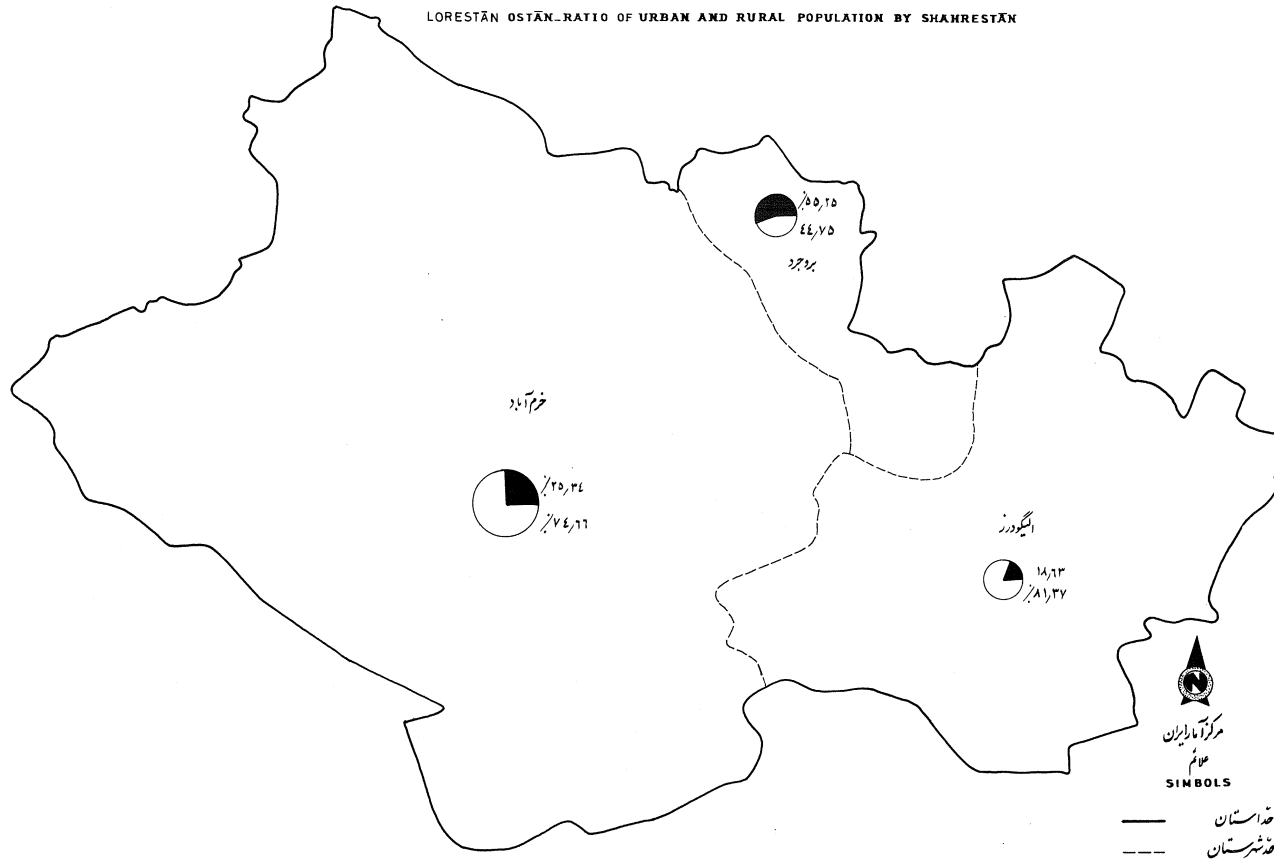 LORESTĀN OSTĀN_RATIO OF URBAN AND RURAL POPULATION BY SHAHRESTĀN
٪۵۵٫۲۵
٤٤٫۷۵
بروجرد
خرم‌آباد
٪۲۵٫۳٤
٪۷٤٫٦٦
الیگودرز
۱۸٫٦۳
٪۸۱٫۳۷
N
مرکز آمار ایران
علائم
SIMBOLS
حد استان
حد شهرستان